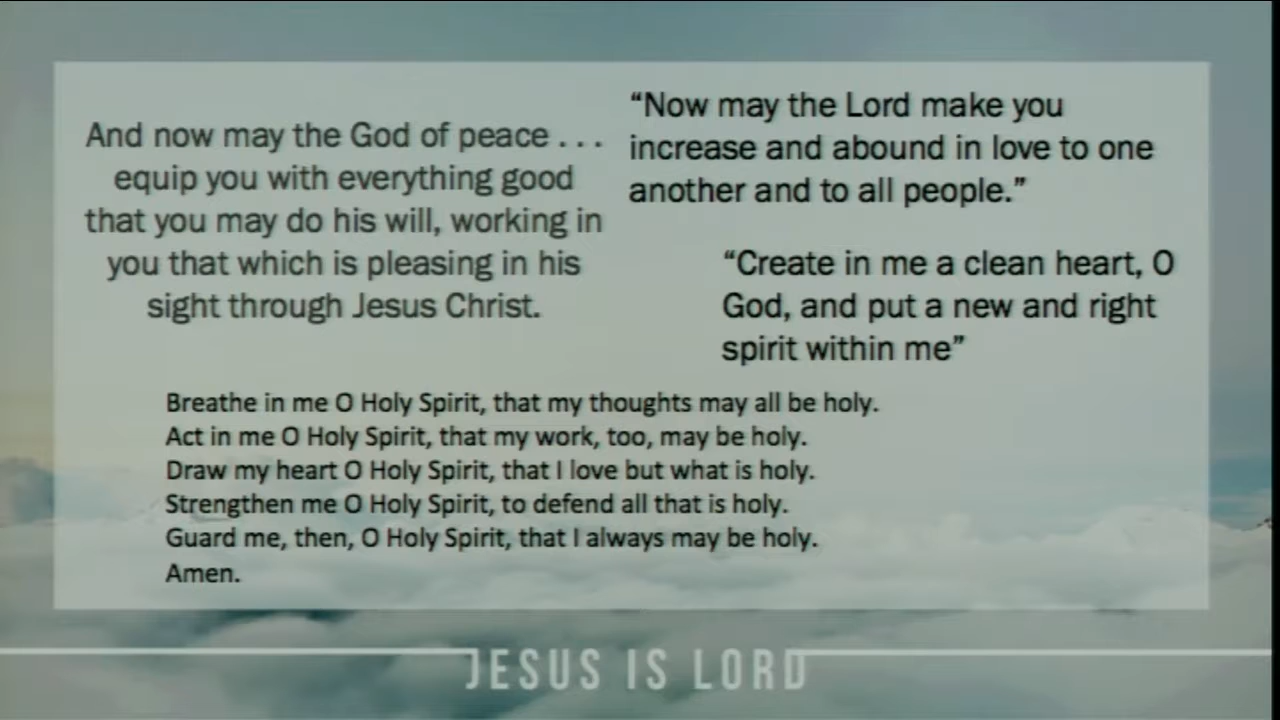 And now may the God of peace . . .
equip you with everything good
that you may do his will, working in
you that which is pleasing in his
sight through Jesus Christ.
“Now may the Lord make you
increase and abound in love to one
another and to all people.”
“Create in me a clean heart, O
God, and put a new and right
spirit within me”
Breathe in me O Holy Spirit, that my thoughts may all be holy.
Act in me O Holy Spirit, that my work, too, may be holy.
Draw my heart O Holy Spirit, that I love but what is holy.
Strengthen me O Holy Spirit, to defend all that is holy.
Guard me, then, O Holy Spirit, that I always may be holy.
Amen.
JESUS IS LORD